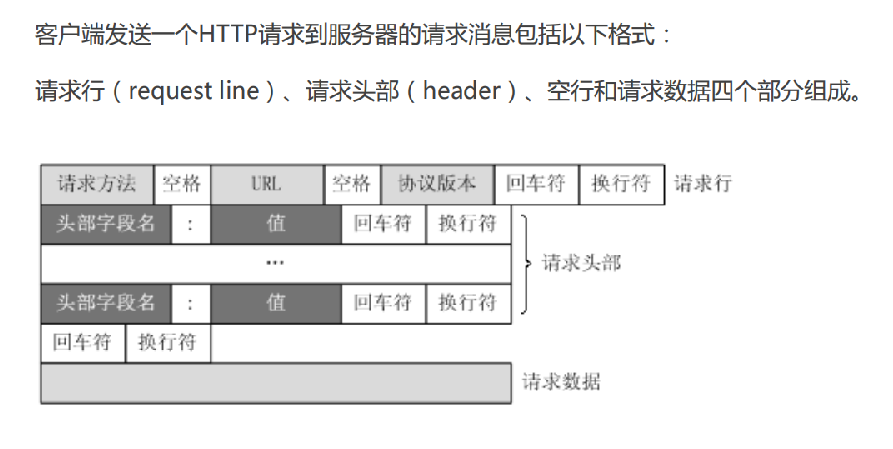 客户端发送一个HTTP请求到服务器的请求消息包括以下格式：
请求行（request line）、请求头部（header）、空行和请求数据四个部分组成。
请求方法 空格 URL 空格 协议版本 回车符 换行符 请求行
头部字段名 : 值 回车符 换行符
... 请求头部
头部字段名 : 值 回车符 换行符
回车符 换行符
请求数据